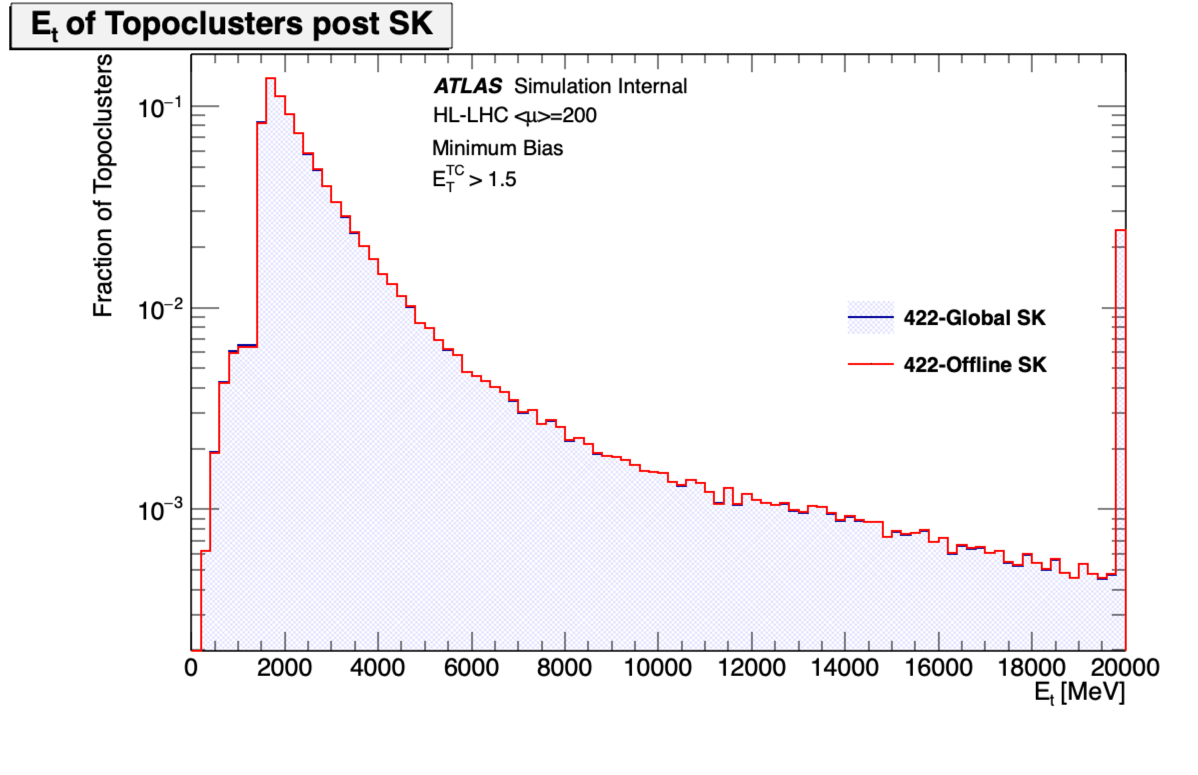 Et of Topoclusters post SK
Fraction of Topoclusters
10−1
10−2
10−3
ATLAS Simulation Internal
HL-LHC <μ>=200
Minimum Bias
E_T^TC > 1.5
422-Global SK
422-Offline SK
0 2000 4000 6000 8000 10000 12000 14000 16000 18000 20000
Et [MeV]